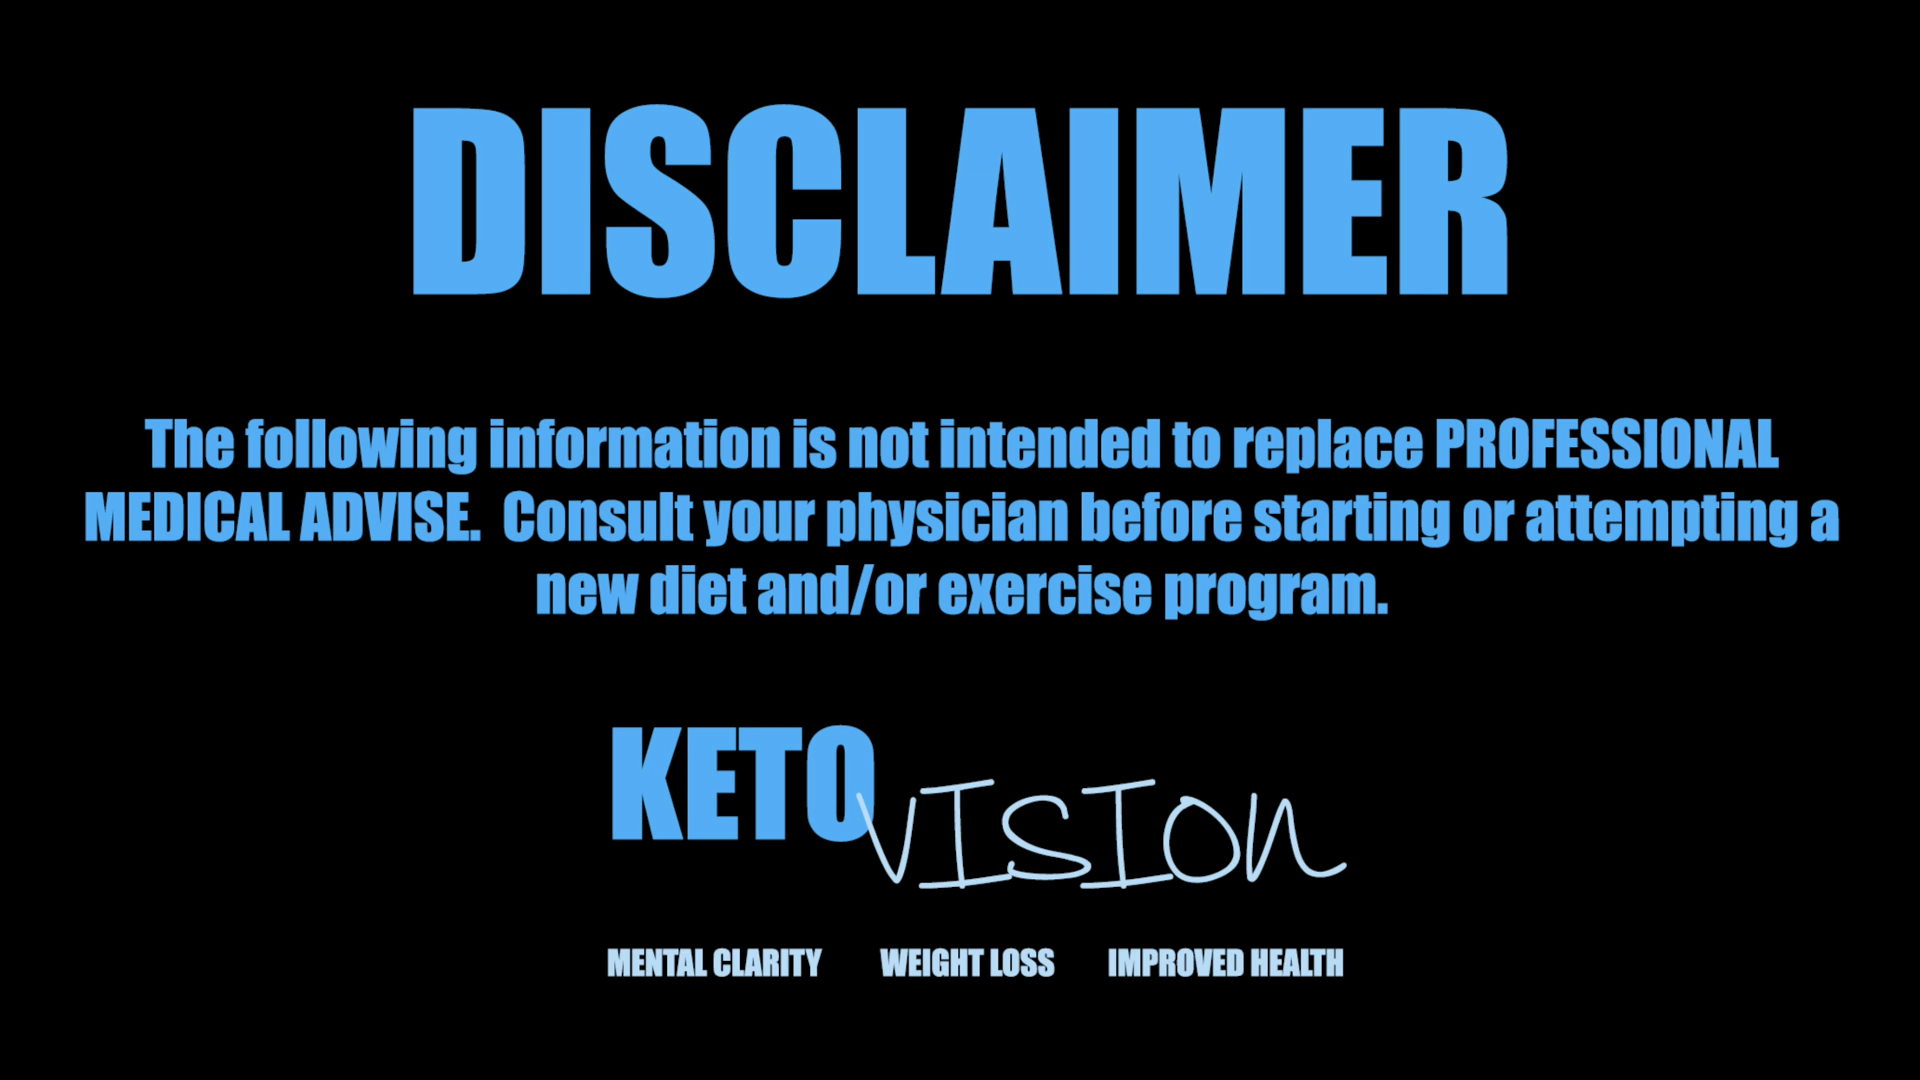 DISCLAIMER
The following information is not intended to replace PROFESSIONAL
MEDICAL ADVISE.  Consult your physician before starting or attempting a
new diet and/or exercise program.
KETO vision
MENTAL CLARITY WEIGHT LOSS IMPROVED HEALTH